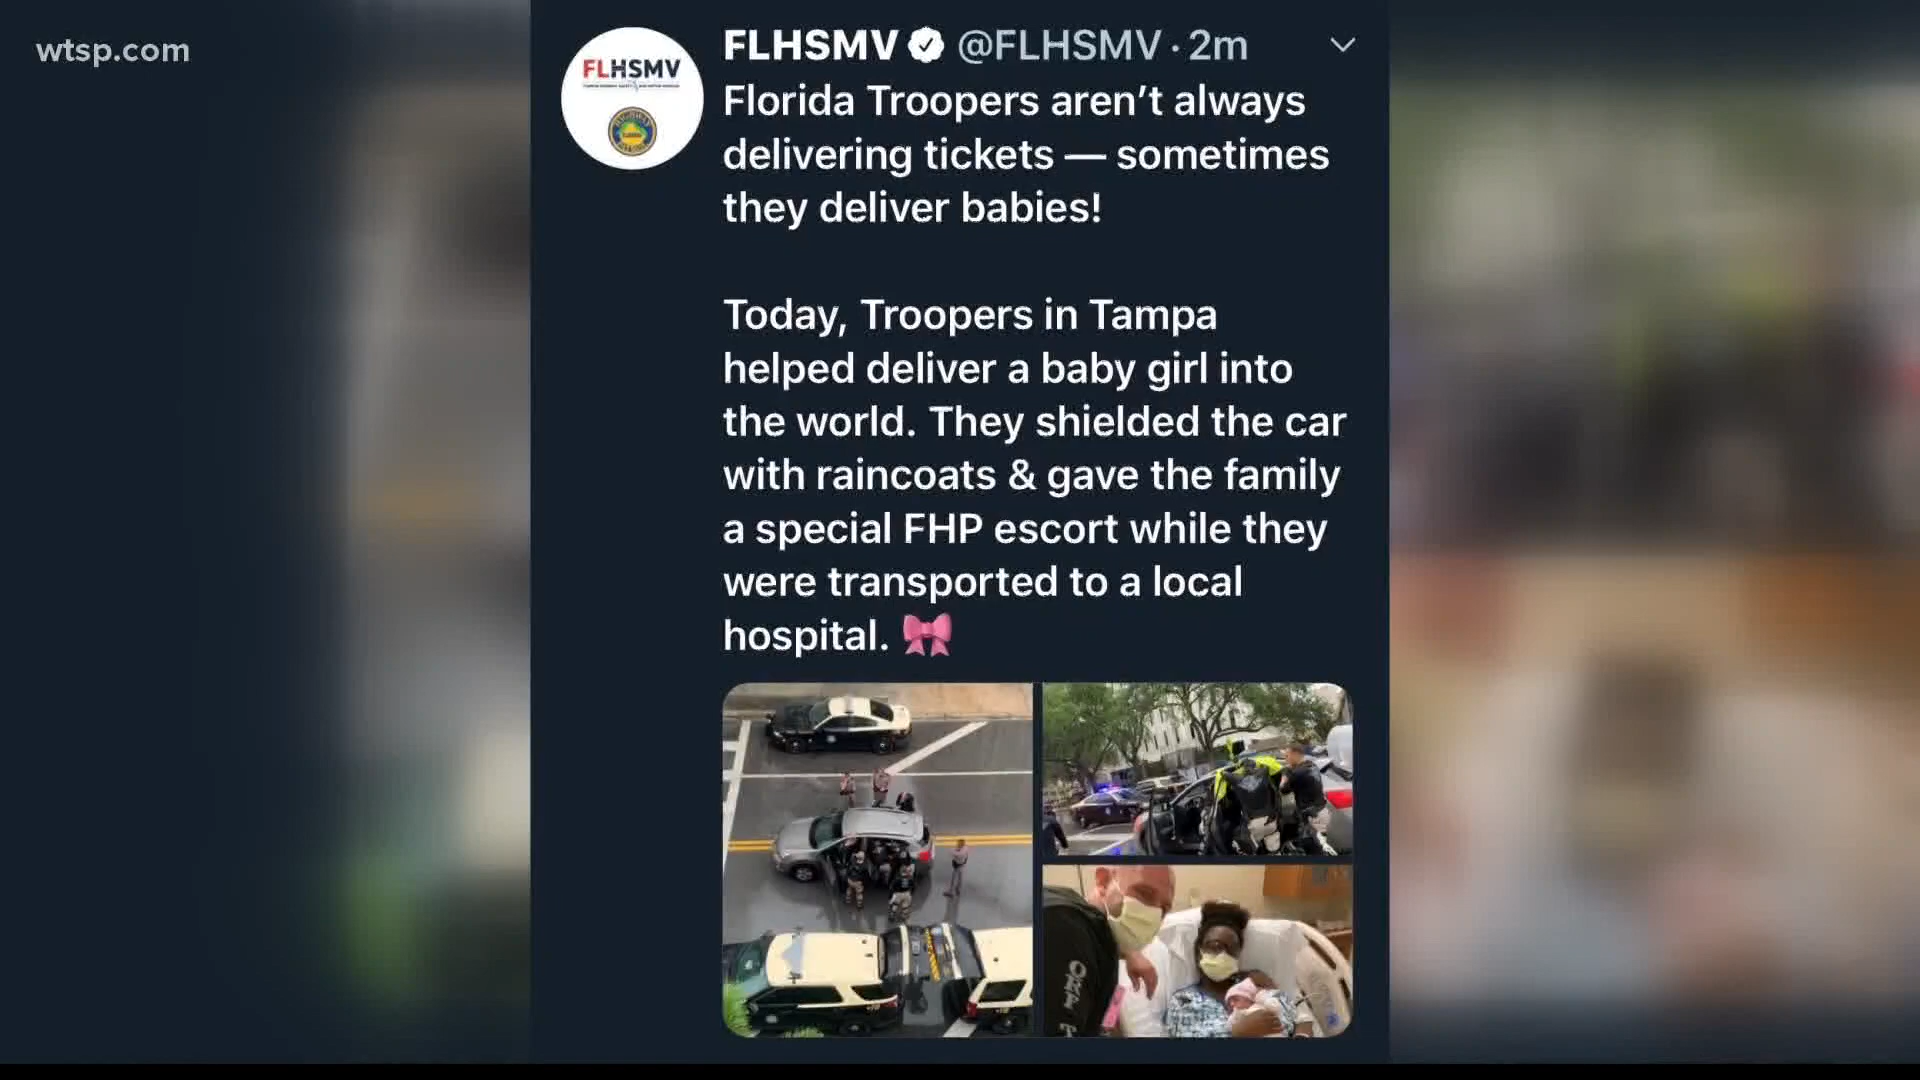 wtsp.com
FLHSMV @FLHSMV · 2m
FLHSMV
Florida Troopers aren’t always
delivering tickets — sometimes
they deliver babies!
Today, Troopers in Tampa
helped deliver a baby girl into
the world. They shielded the car
with raincoats & gave the family
a special FHP escort while they
were transported to a local
hospital.